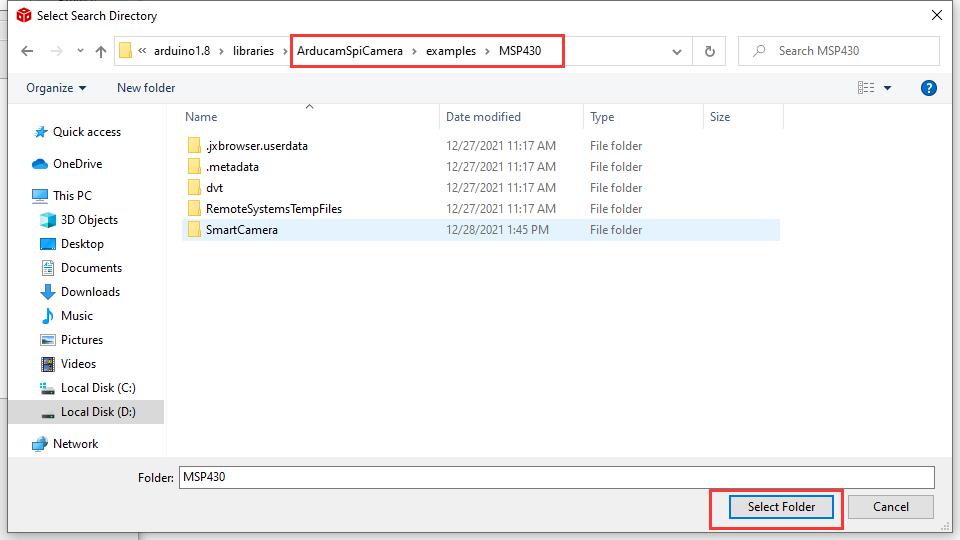 Select Search Directory
« arduino1.8 › libraries › ArducamSpiCamera › examples › MSP430
Search MSP430
Organize New folder
?
Name Date modified Type Size
Quick access
OneDrive
This PC
3D Objects
Desktop
Documents
Downloads
Music
Pictures
Videos
Local Disk (C:)
Local Disk (D:)
Network
.jxbrowser.userdata 12/27/2021 11:17 AM File folder
.metadata 12/27/2021 11:17 AM File folder
dvt 12/27/2021 11:17 AM File folder
RemoteSystemsTempFiles 12/27/2021 11:17 AM File folder
SmartCamera 12/28/2021 1:45 PM File folder
Folder: MSP430
Select Folder Cancel